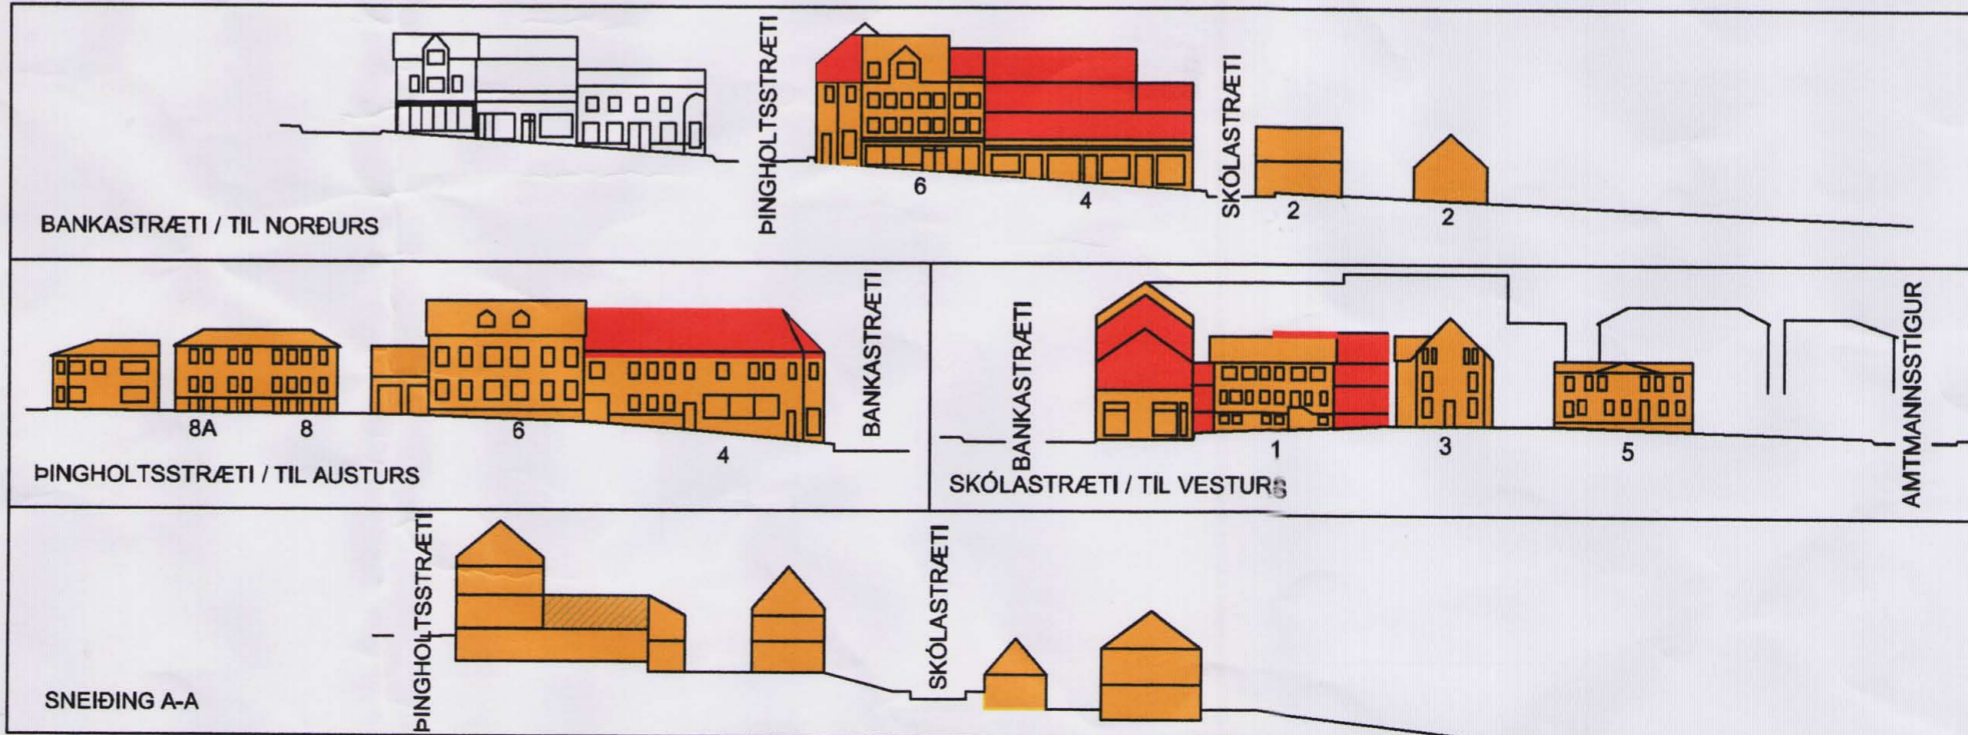 ÞINGHOLTSSTRÆTI
SKÓLASTRÆTI
6
4
2
2
BANKASTRÆTI / TIL NORÐURS
BANKASTRÆTI
8A
8
6
4
ÞINGHOLTSSTRÆTI / TIL AUSTURS
BANKASTRÆTI
AMTMANNSSTIGUR
1
3
5
SKÓLASTRÆTI / TIL VESTURS
ÞINGHOLTSSTRÆTI
SKÓLASTRÆTI
SNEIÐING A-A